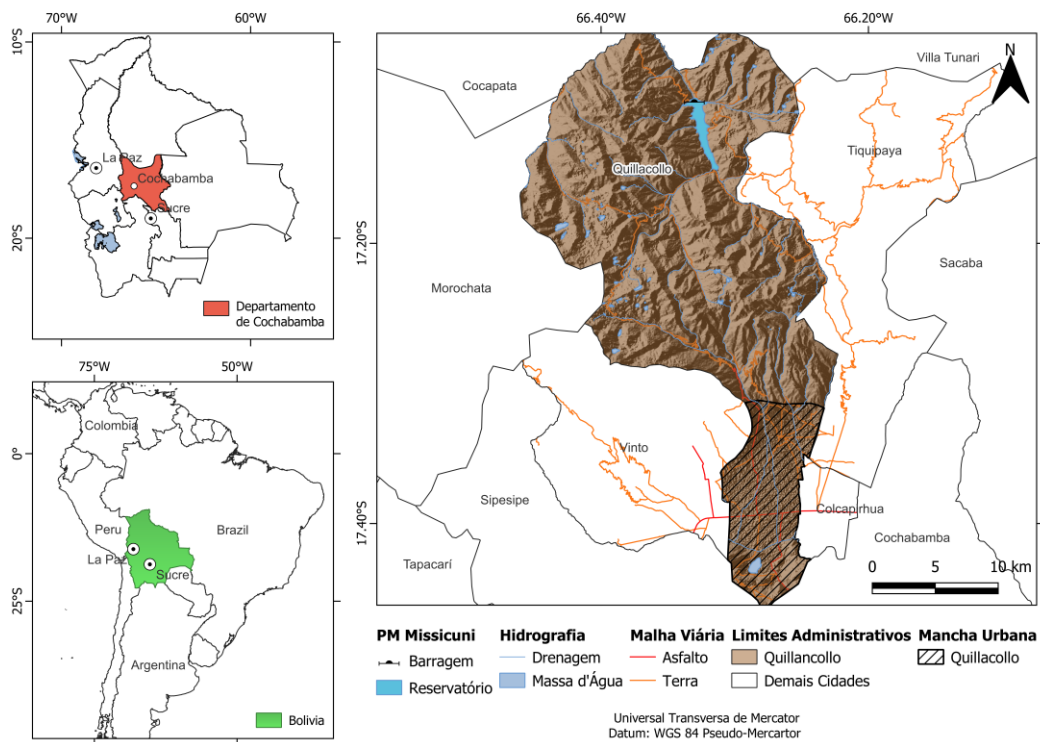 70°W
60°W
10°S
20°S
La Paz
Cochabamba
Sucre
Departamento
de Cochabamba
75°W
50°W
0°
25°S
Colombia
Peru
Brazil
La Paz
Sucre
Argentina
Bolivia
66.40°W
66.20°W
17.20°S
17.40°S
N
Villa Tunari
Cocapata
Tiquipaya
Quillacollo
Sacaba
Morochata
Vinto
Sipesipe
Colcapirhua
Cochabamba
Tapacarí
0 5 10 km
PM Missicuni
Barragem
Reservatório
Hidrografia
Drenagem
Massa d'Água
Malha Viária
Asfalto
Terra
Limites Administrativos
Quillancollo
Demais Cidades
Mancha Urbana
Quillacollo
Universal Transversa de Mercator
Datum: WGS 84 Pseudo-Mercartor